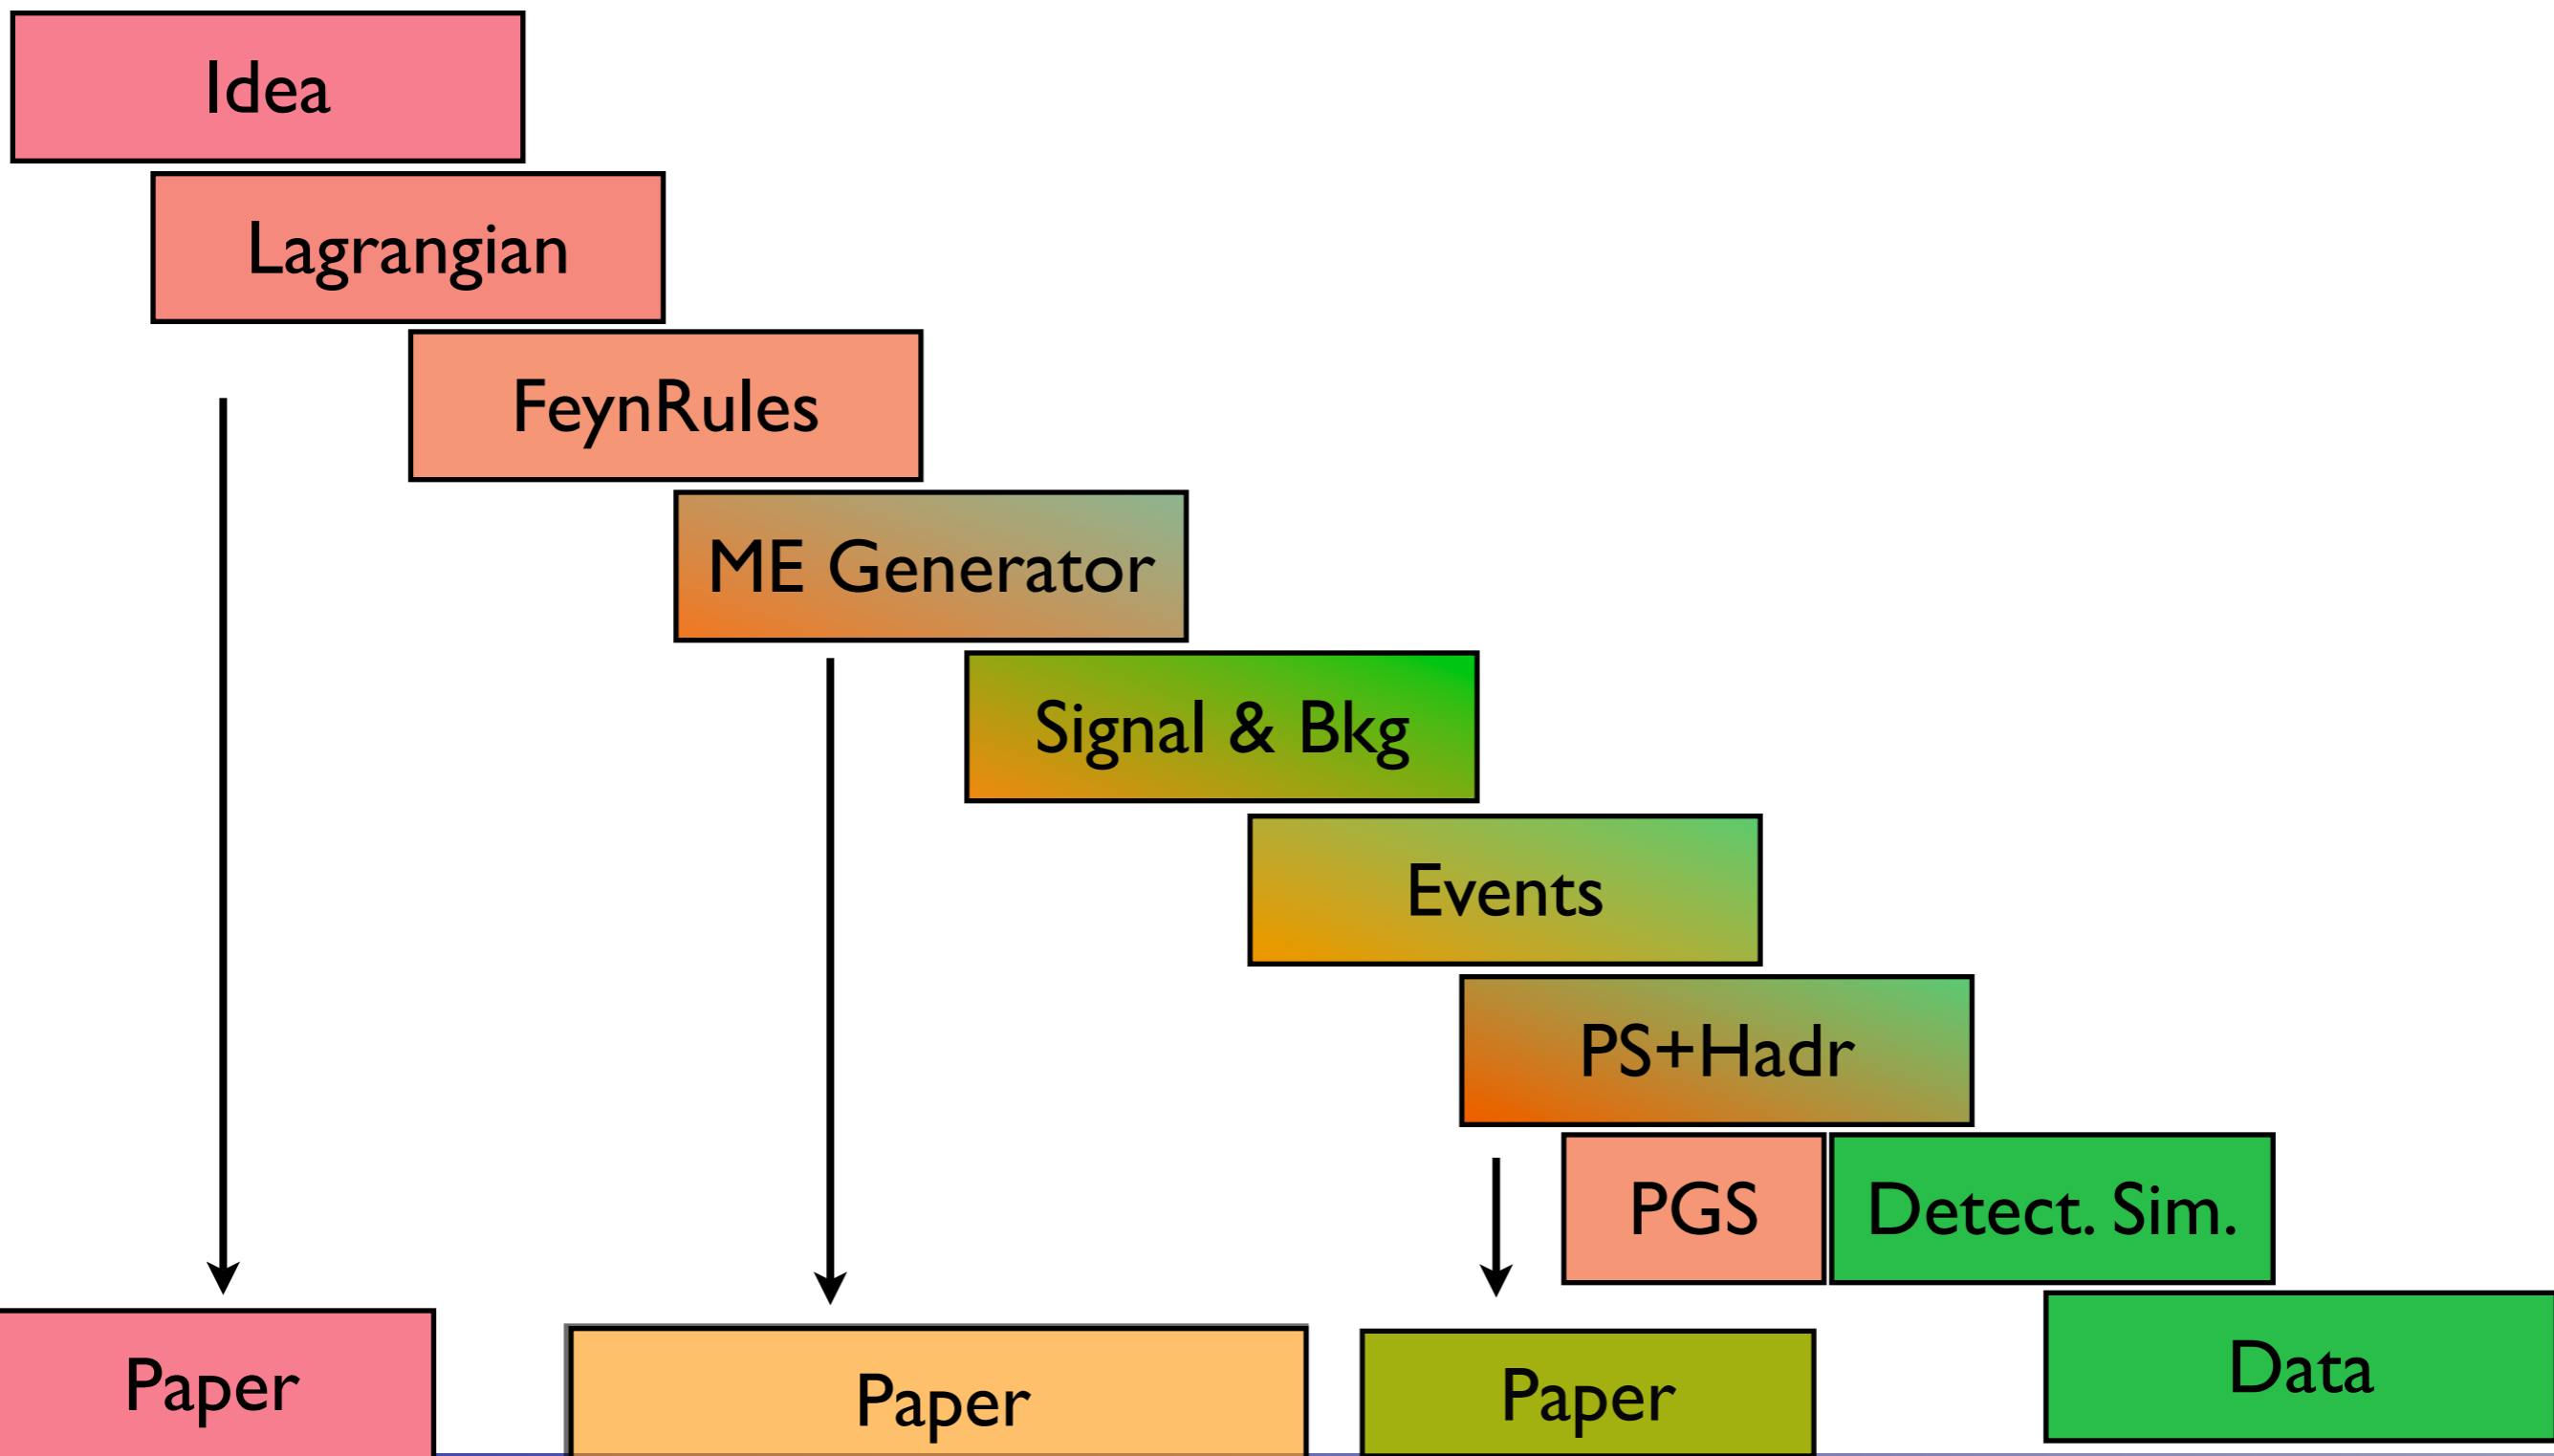 Idea
Lagrangian
FeynRules
ME Generator
Signal & Bkg
Events
PS+Hadr
PGS
Detect. Sim.
Paper
Paper
Paper
Data